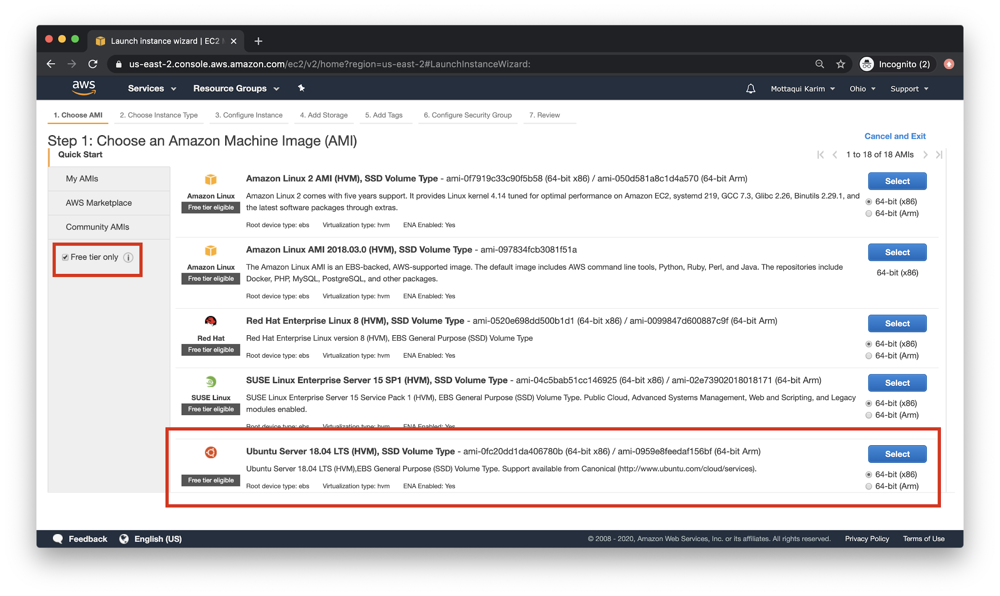 Launch instance wizard | EC2 M
us-east-2.console.aws.amazon.com/ec2/v2/home?region=us-east-2#LaunchInstanceWizard:
Incognito (2)
aws
Services
Resource Groups
Mottaqui Karim
Ohio
Support
1. Choose AMI
2. Choose Instance Type
3. Configure Instance
4. Add Storage
5. Add Tags
6. Configure Security Group
7. Review
Step 1: Choose an Amazon Machine Image (AMI)
Cancel and Exit
Quick Start
1 to 18 of 18 AMIs
My AMIs
AWS Marketplace
Community AMIs
Free tier only
Amazon Linux
Free tier eligible
Amazon Linux 2 AMI (HVM), SSD Volume Type - ami-0f7919c33c90f5b58 (64-bit x86) / ami-050d581a8c1d4a570 (64-bit Arm)
Amazon Linux 2 comes with five years support. It provides Linux kernel 4.14 tuned for optimal performance on Amazon EC2, systemd 219, GCC 7.3, Glibc 2.26, Binutils 2.29.1, and
the latest software packages through extras.
Root device type: ebs Virtualization type: hvm ENA Enabled: Yes
Select
64-bit (x86)
64-bit (Arm)
Amazon Linux
Free tier eligible
Amazon Linux AMI 2018.03.0 (HVM), SSD Volume Type - ami-097834fcb3081f51a
The Amazon Linux AMI is an EBS-backed, AWS-supported image. The default image includes AWS command line tools, Python, Ruby, Perl, and Java. The repositories include
Docker, PHP, MySQL, PostgreSQL, and other packages.
Root device type: ebs Virtualization type: hvm ENA Enabled: Yes
Select
64-bit (x86)
Red Hat
Free tier eligible
Red Hat Enterprise Linux 8 (HVM), SSD Volume Type - ami-0520e698dd500b1d1 (64-bit x86) / ami-0099847d600887c9f (64-bit Arm)
Red Hat Enterprise Linux version 8 (HVM), EBS General Purpose (SSD) Volume Type
Root device type: ebs Virtualization type: hvm ENA Enabled: Yes
Select
64-bit (x86)
64-bit (Arm)
SUSE Linux
Free tier eligible
SUSE Linux Enterprise Server 15 SP1 (HVM), SSD Volume Type - ami-04c5bab51cc146925 (64-bit x86) / ami-02e73902018018171 (64-bit Arm)
SUSE Linux Enterprise Server 15 Service Pack 1 (HVM), EBS General Purpose (SSD) Volume Type. Public Cloud, Advanced Systems Management, Web and Scripting, and Legacy
modules enabled.
Root device type: ebs Virtualization type: hvm ENA Enabled: Yes
Select
64-bit (x86)
64-bit (Arm)
Free tier eligible
Ubuntu Server 18.04 LTS (HVM), SSD Volume Type - ami-0fc20dd1da406780b (64-bit x86) / ami-0959e8feedaf156bf (64-bit Arm)
Ubuntu Server 18.04 LTS (HVM),EBS General Purpose (SSD) Volume Type. Support available from Canonical (http://www.ubuntu.com/cloud/services).
Root device type: ebs Virtualization type: hvm ENA Enabled: Yes
Select
64-bit (x86)
64-bit (Arm)
Feedback
English (US)
© 2008 - 2020, Amazon Web Services, Inc. or its affiliates. All rights reserved.
Privacy Policy
Terms of Use